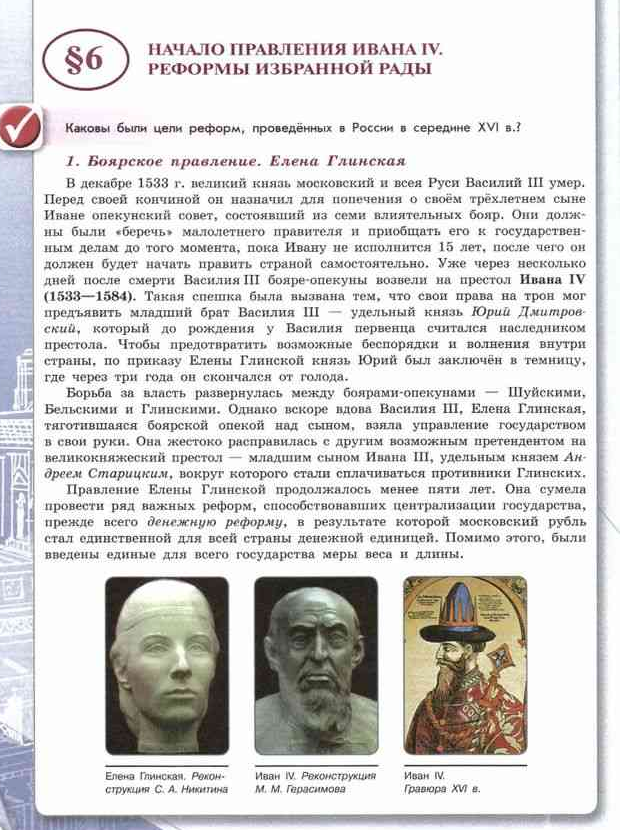 §6
НАЧАЛО ПРАВЛЕНИЯ ИВАНА IV.
РЕФОРМЫ ИЗБРАННОЙ РАДЫ
Каковы были цели реформ, проведённых в России в середине XVI в.?
1. Боярское правление. Елена Глинская
В декабре 1533 г. великий князь московский и всея Руси Василий III умер.
Перед своей кончиной он назначил для попечения о своём трёхлетнем сыне
Иване опекунский совет, состоявший из семи влиятельных бояр. Они долж-
ны были «беречь» малолетнего правителя и приобщать его к государствен-
ным делам до того момента, пока Ивану не исполнится 15 лет, после чего он
должен будет начать править страной самостоятельно. Уже через несколько
дней после смерти Василия III бояре-опекуны возвели на престол Ивана IV
(1533—1584). Такая спешка была вызвана тем, что свои права на трон мог
предъявить младший брат Василия III — удельный князь Юрий Дмитров-
ский, который до рождения у Василия первенца считался наследником
престола. Чтобы предотвратить возможные беспорядки и волнения внутри
страны, по приказу Елены Глинской князь Юрий был заключён в темницу,
где через три года он скончался от голода.
Борьба за власть развернулась между боярами-опекунами — Шуйскими,
Бельскими и Глинскими. Однако вскоре вдова Василия III, Елена Глинская,
тяготившаяся боярской опекой над сыном, взяла управление государством
в свои руки. Она жестоко расправилась с другим возможным претендентом на
великокняжеский престол — младшим сыном Ивана III, удельным князем Ан-
дреем Старицким, вокруг которого стали сплачиваться противники Глинских.
Правление Елены Глинской продолжалось менее пяти лет. Она сумела
провести ряд важных реформ, способствовавших централизации государства,
прежде всего денежную реформу, в результате которой московский рубль
стал единственной для всей страны денежной единицей. Помимо этого, были
введены единые для всего государства меры веса и длины.
Елена Глинская. Рекон-
струкция С. А. Никитина
Иван IV. Реконструкция
М. М. Герасимова
Иван IV.
Гравюра XVI в.